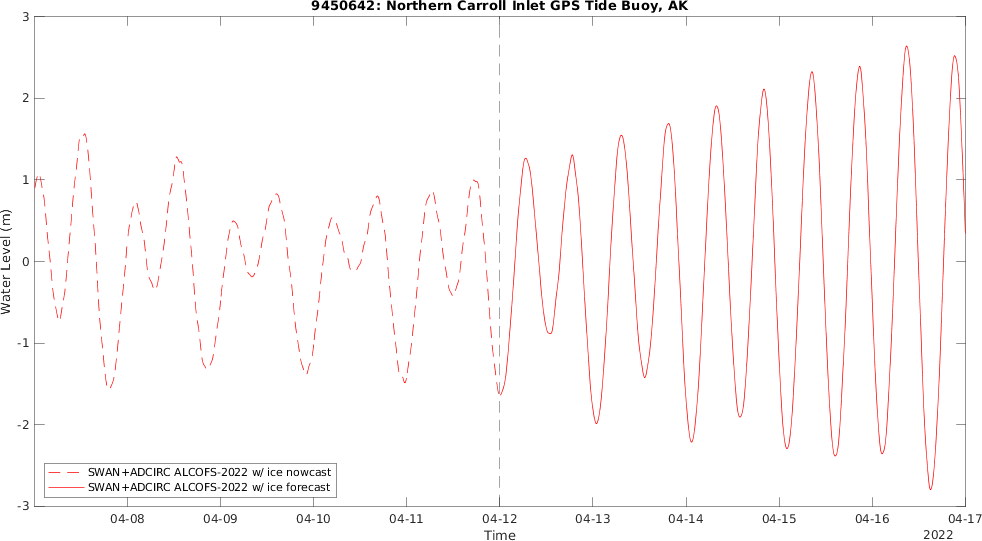 9450642: Northern Carroll Inlet GPS Tide Buoy, AK
3
2
1
0
-1
-2
-3
Water Level (m)
SWAN+ADCIRC ALCOFS-2022 w/ ice nowcast
SWAN+ADCIRC ALCOFS-2022 w/ ice forecast
04-08 04-09 04-10 04-11 04-12 04-13 04-14 04-15 04-16 04-17
Time
2022